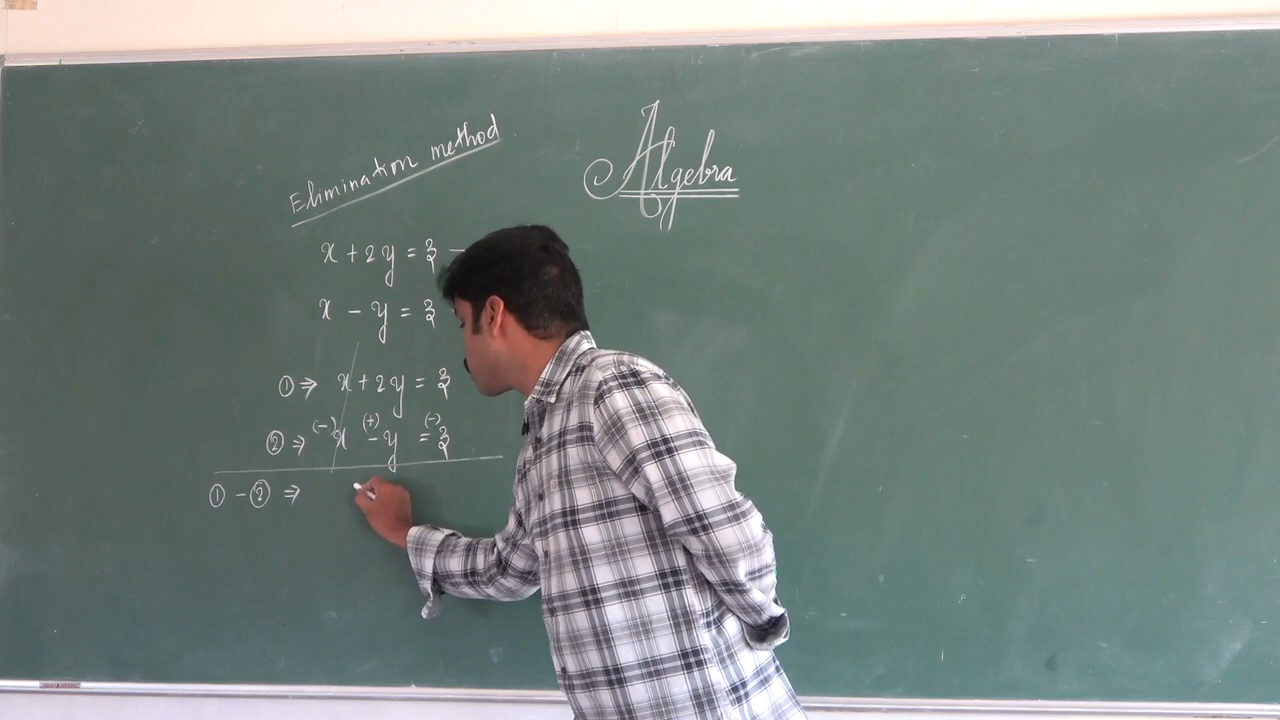 Algebra
Elimination method
x + 2y = 3 —
x - y = 3
① ⇒ x + 2y = 3
② ⇒ (-) x (+) - y (-) = 3
① - ② ⇒